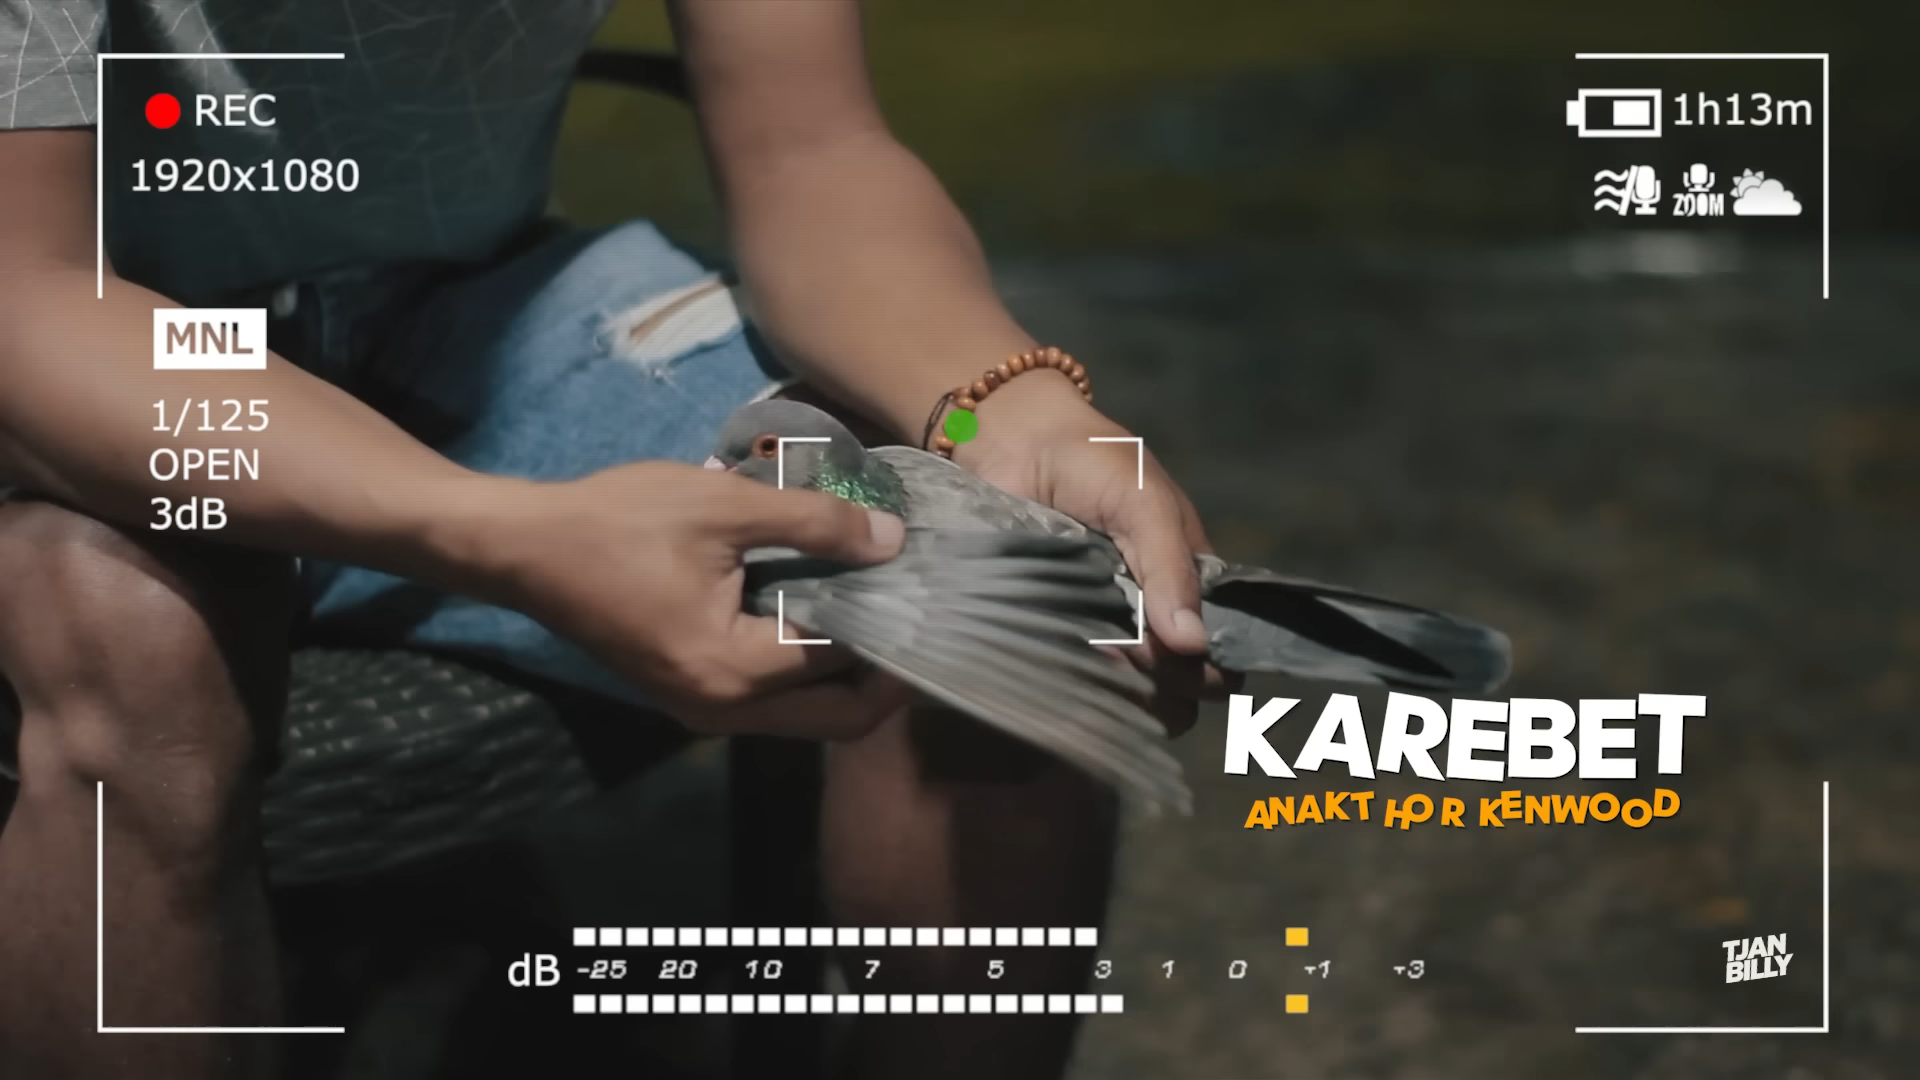 REC
1920x1080
1h13m
ZOOM
MNL
1/125
OPEN
3dB
KAREBET
ANAKT HOR KENWOOD
dB -25 20 10 7 5 3 1 0 +1 +3
TJAN
BILLY